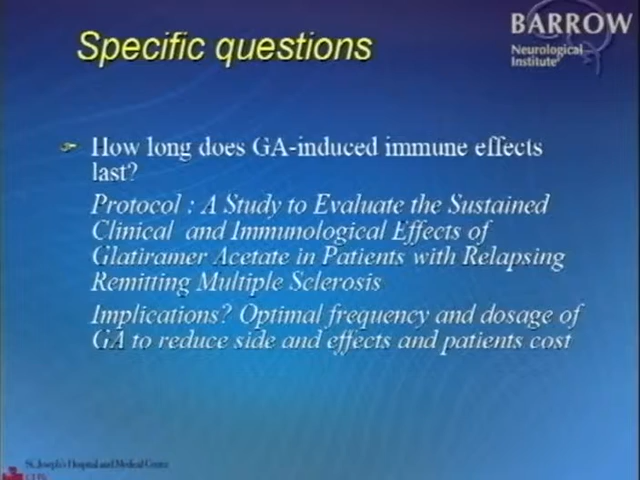 Specific questions
BARROW
Neurological
Institute
How long does GA-induced immune effects
last?
Protocol : A Study to Evaluate the Sustained
Clinical and Immunological Effects of
Glatiramer Acetate in Patients with Relapsing
Remitting Multiple Sclerosis
Implications? Optimal frequency and dosage of
GA to reduce side and effects and patients cost
St. Joseph's Hospital and Medical Center